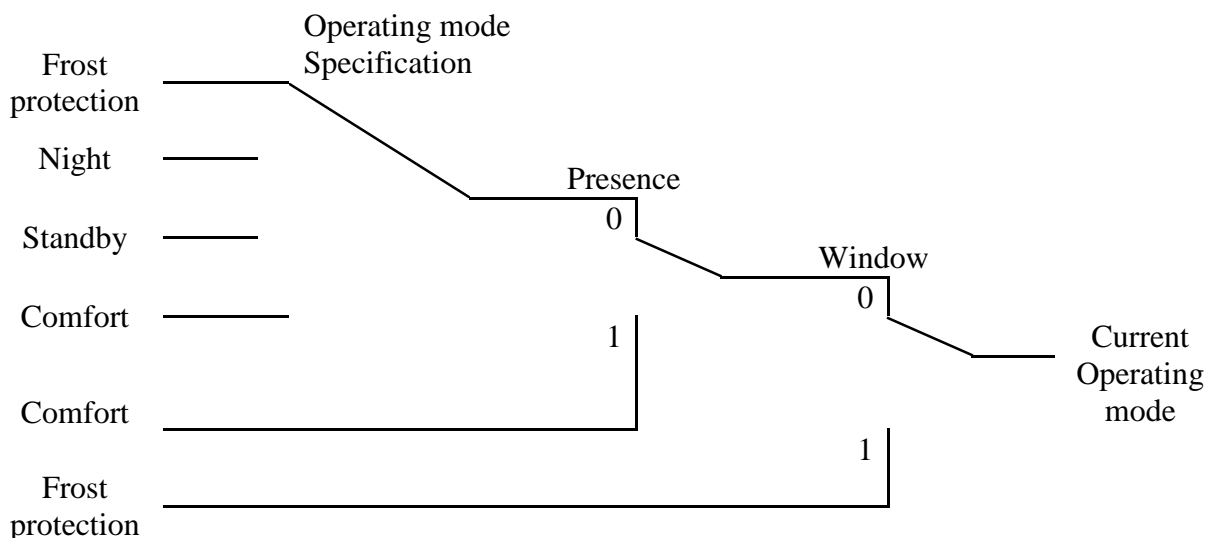 Operating mode
Specification
Frost
protection
Night
Presence
0
Standby
Window
0
Comfort
1
Current
Operating
mode
Comfort
1
Frost
protection